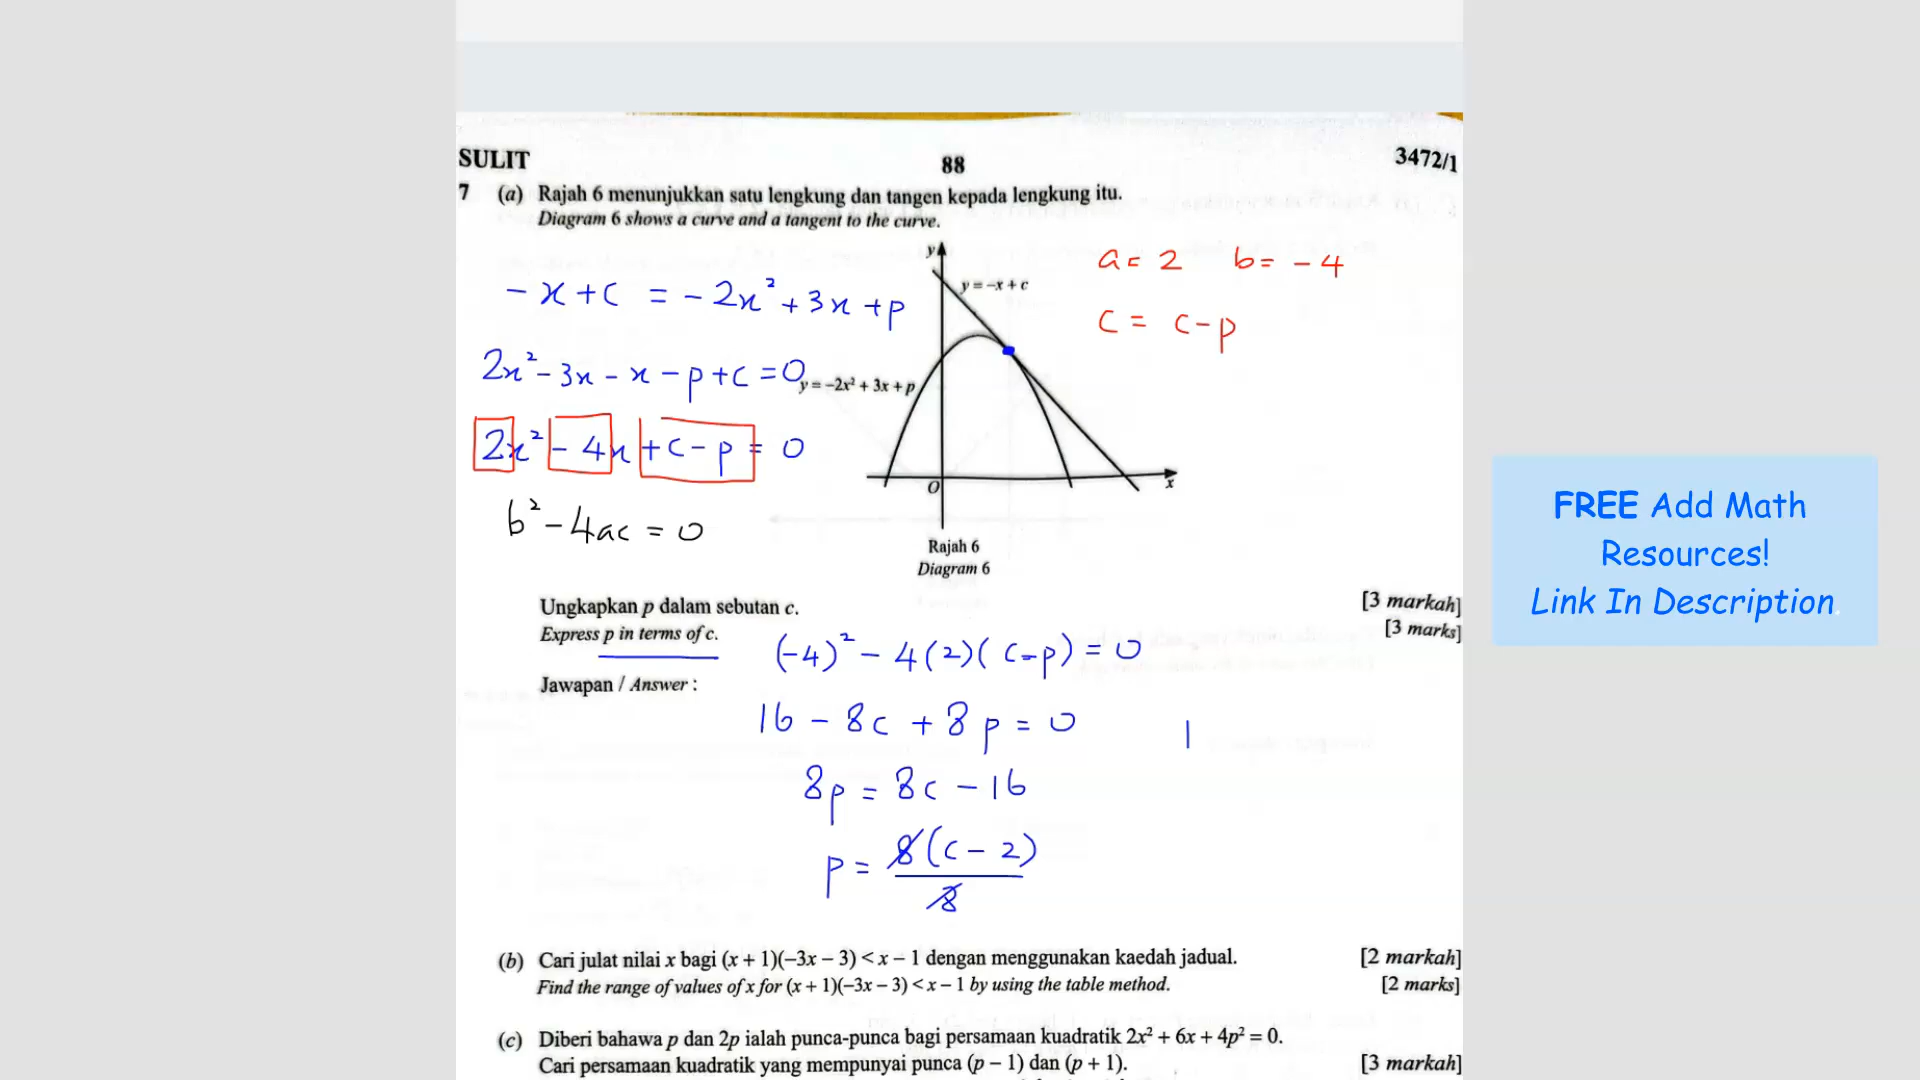 SULIT
88
3472/1
7 (a) Rajah 6 menunjukkan satu lengkung dan tangen kepada lengkung itu.
Diagram 6 shows a curve and a tangent to the curve.
y
y = −x + c
y = −2x² + 3x + p
O
x
Rajah 6
Diagram 6
−x + c = −2x² + 3x + p
2x² − 3x − x − p + c = 0
2x² − 4x + c − p = 0
b² − 4ac = 0
a = 2 b = −4
c = c − p
Ungkapkan p dalam sebutan c. [3 markah]
Express p in terms of c. [3 marks]
Jawapan / Answer :
(−4)² − 4(2)(c − p) = 0
16 − 8c + 8p = 0
8p = 8c − 16
p = 8(c − 2)
8
(b) Cari julat nilai x bagi (x + 1)(−3x − 3) < x − 1 dengan menggunakan kaedah jadual. [2 markah]
Find the range of values of x for (x + 1)(−3x − 3) < x − 1 by using the table method. [2 marks]
(c) Diberi bahawa p dan 2p ialah punca-punca bagi persamaan kuadratik 2x² + 6x + 4p² = 0.
Cari persamaan kuadratik yang mempunyai punca (p − 1) dan (p + 1). [3 markah]
FREE Add Math
Resources!
Link In Description.